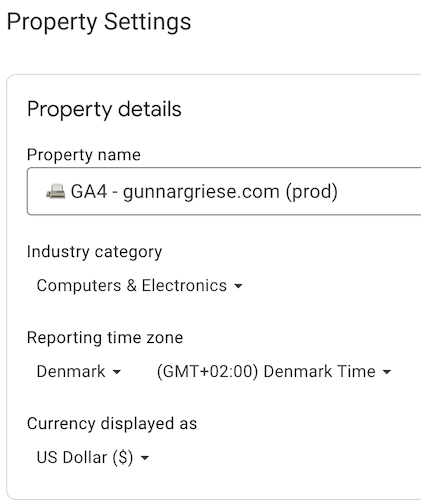 Property Settings
Property details
Property name
📠 GA4 - gunnargriese.com (prod)
Industry category
Computers & Electronics
Reporting time zone
Denmark (GMT+02:00) Denmark Time
Currency displayed as
US Dollar ($)